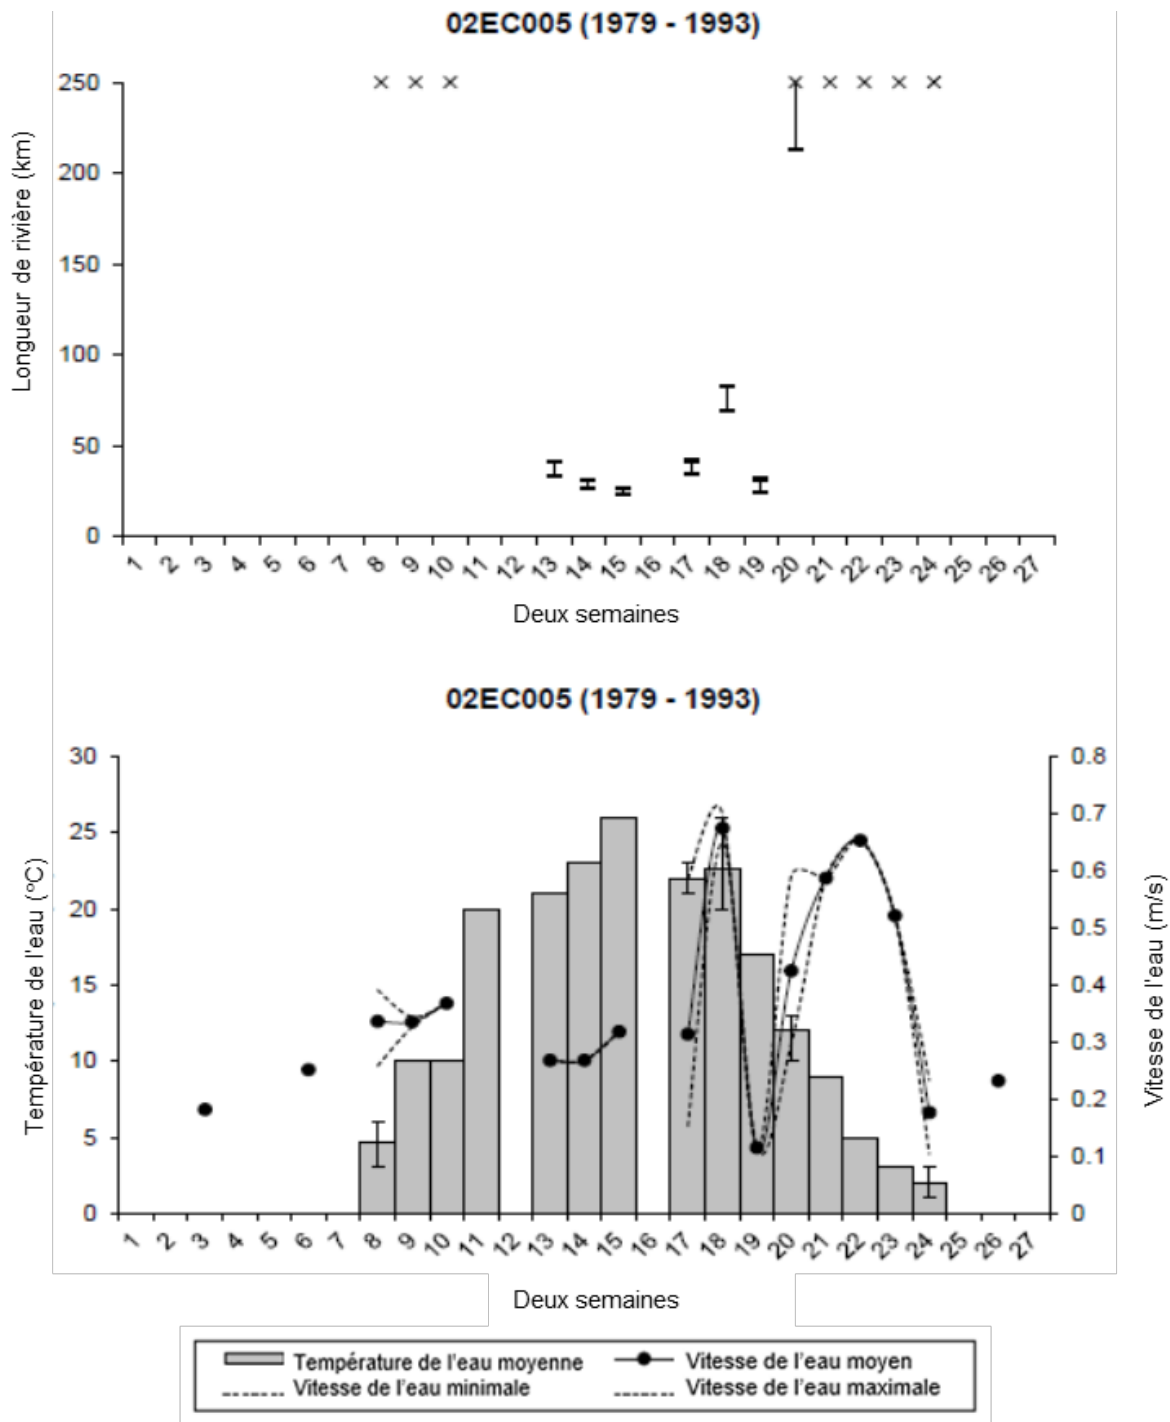 02EC005 (1979 - 1993)
Longueur de rivière (km)
250
200
150
100
50
0
1 2 3 4 5 6 7 8 9 10 11 12 13 14 15 16 17 18 19 20 21 22 23 24 25 26 27
Deux semaines
02EC005 (1979 - 1993)
Température de l'eau (°C)
30
25
20
15
10
5
0
Vitesse de l'eau (m/s)
0.8
0.7
0.6
0.5
0.4
0.3
0.2
0.1
0
1 2 3 4 5 6 7 8 9 10 11 12 13 14 15 16 17 18 19 20 21 22 23 24 25 26 27
Deux semaines
Température de l'eau moyenne
Vitesse de l'eau moyen
Vitesse de l'eau minimale
Vitesse de l'eau maximale